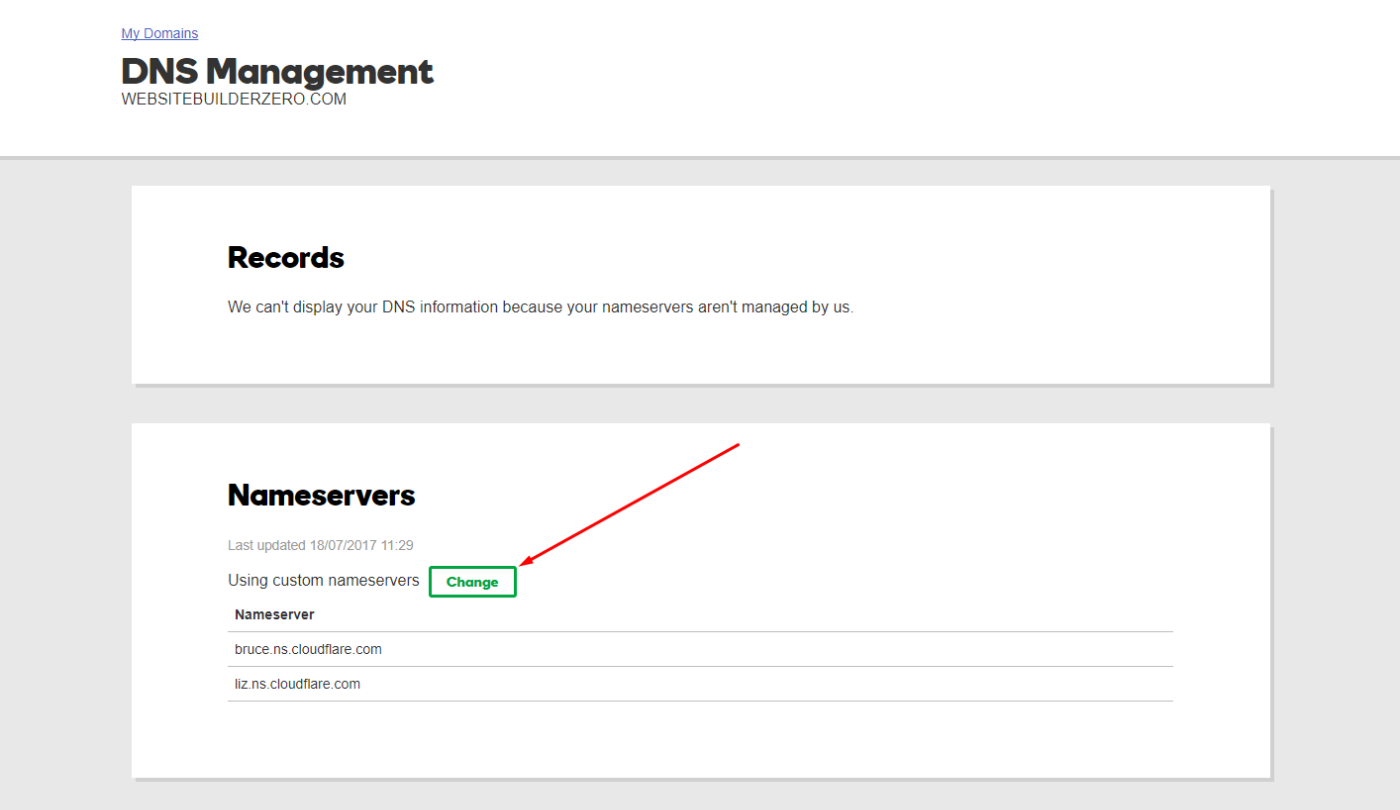 My Domains
DNS Management
WEBSITEBUILDERZERO.COM
Records
We can't display your DNS information because your nameservers aren't managed by us.
Nameservers
Last updated 18/07/2017 11:29
Using custom nameservers Change
Nameserver
bruce.ns.cloudflare.com
liz.ns.cloudflare.com